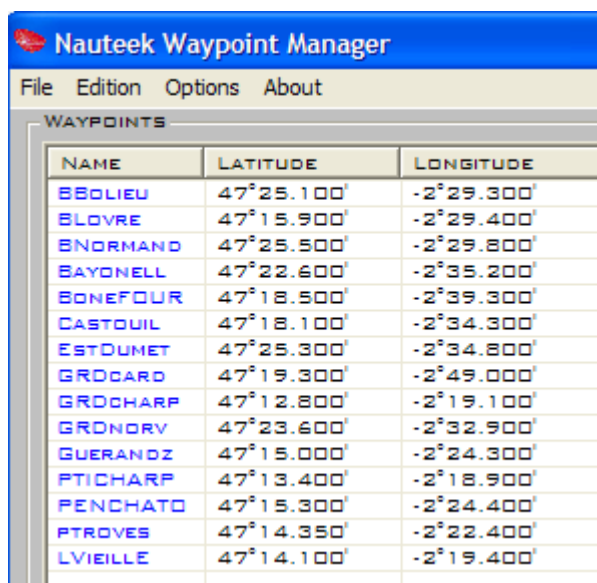 Nauteek Waypoint Manager
File Edition Options About
Waypoints
Name Latitude Longitude
BBolieu 47°25.100' -2°29.300'
BLovre 47°15.900' -2°29.400'
BNormand 47°25.500' -2°29.800'
Bayonell 47°22.600' -2°35.200'
BoneFOUR 47°18.500' -2°39.300'
Castouil 47°18.100' -2°34.300'
EstDumet 47°25.300' -2°34.800'
GRDcard 47°19.300' -2°49.000'
GRDcharp 47°12.800' -2°19.100'
GRDnorv 47°23.600' -2°32.900'
Guerandz 47°15.000' -2°24.300'
PTICHARP 47°13.400' -2°18.900'
PENCHATO 47°15.300' -2°24.400'
ptroves 47°14.350' -2°22.400'
LVieillE 47°14.100' -2°19.400'